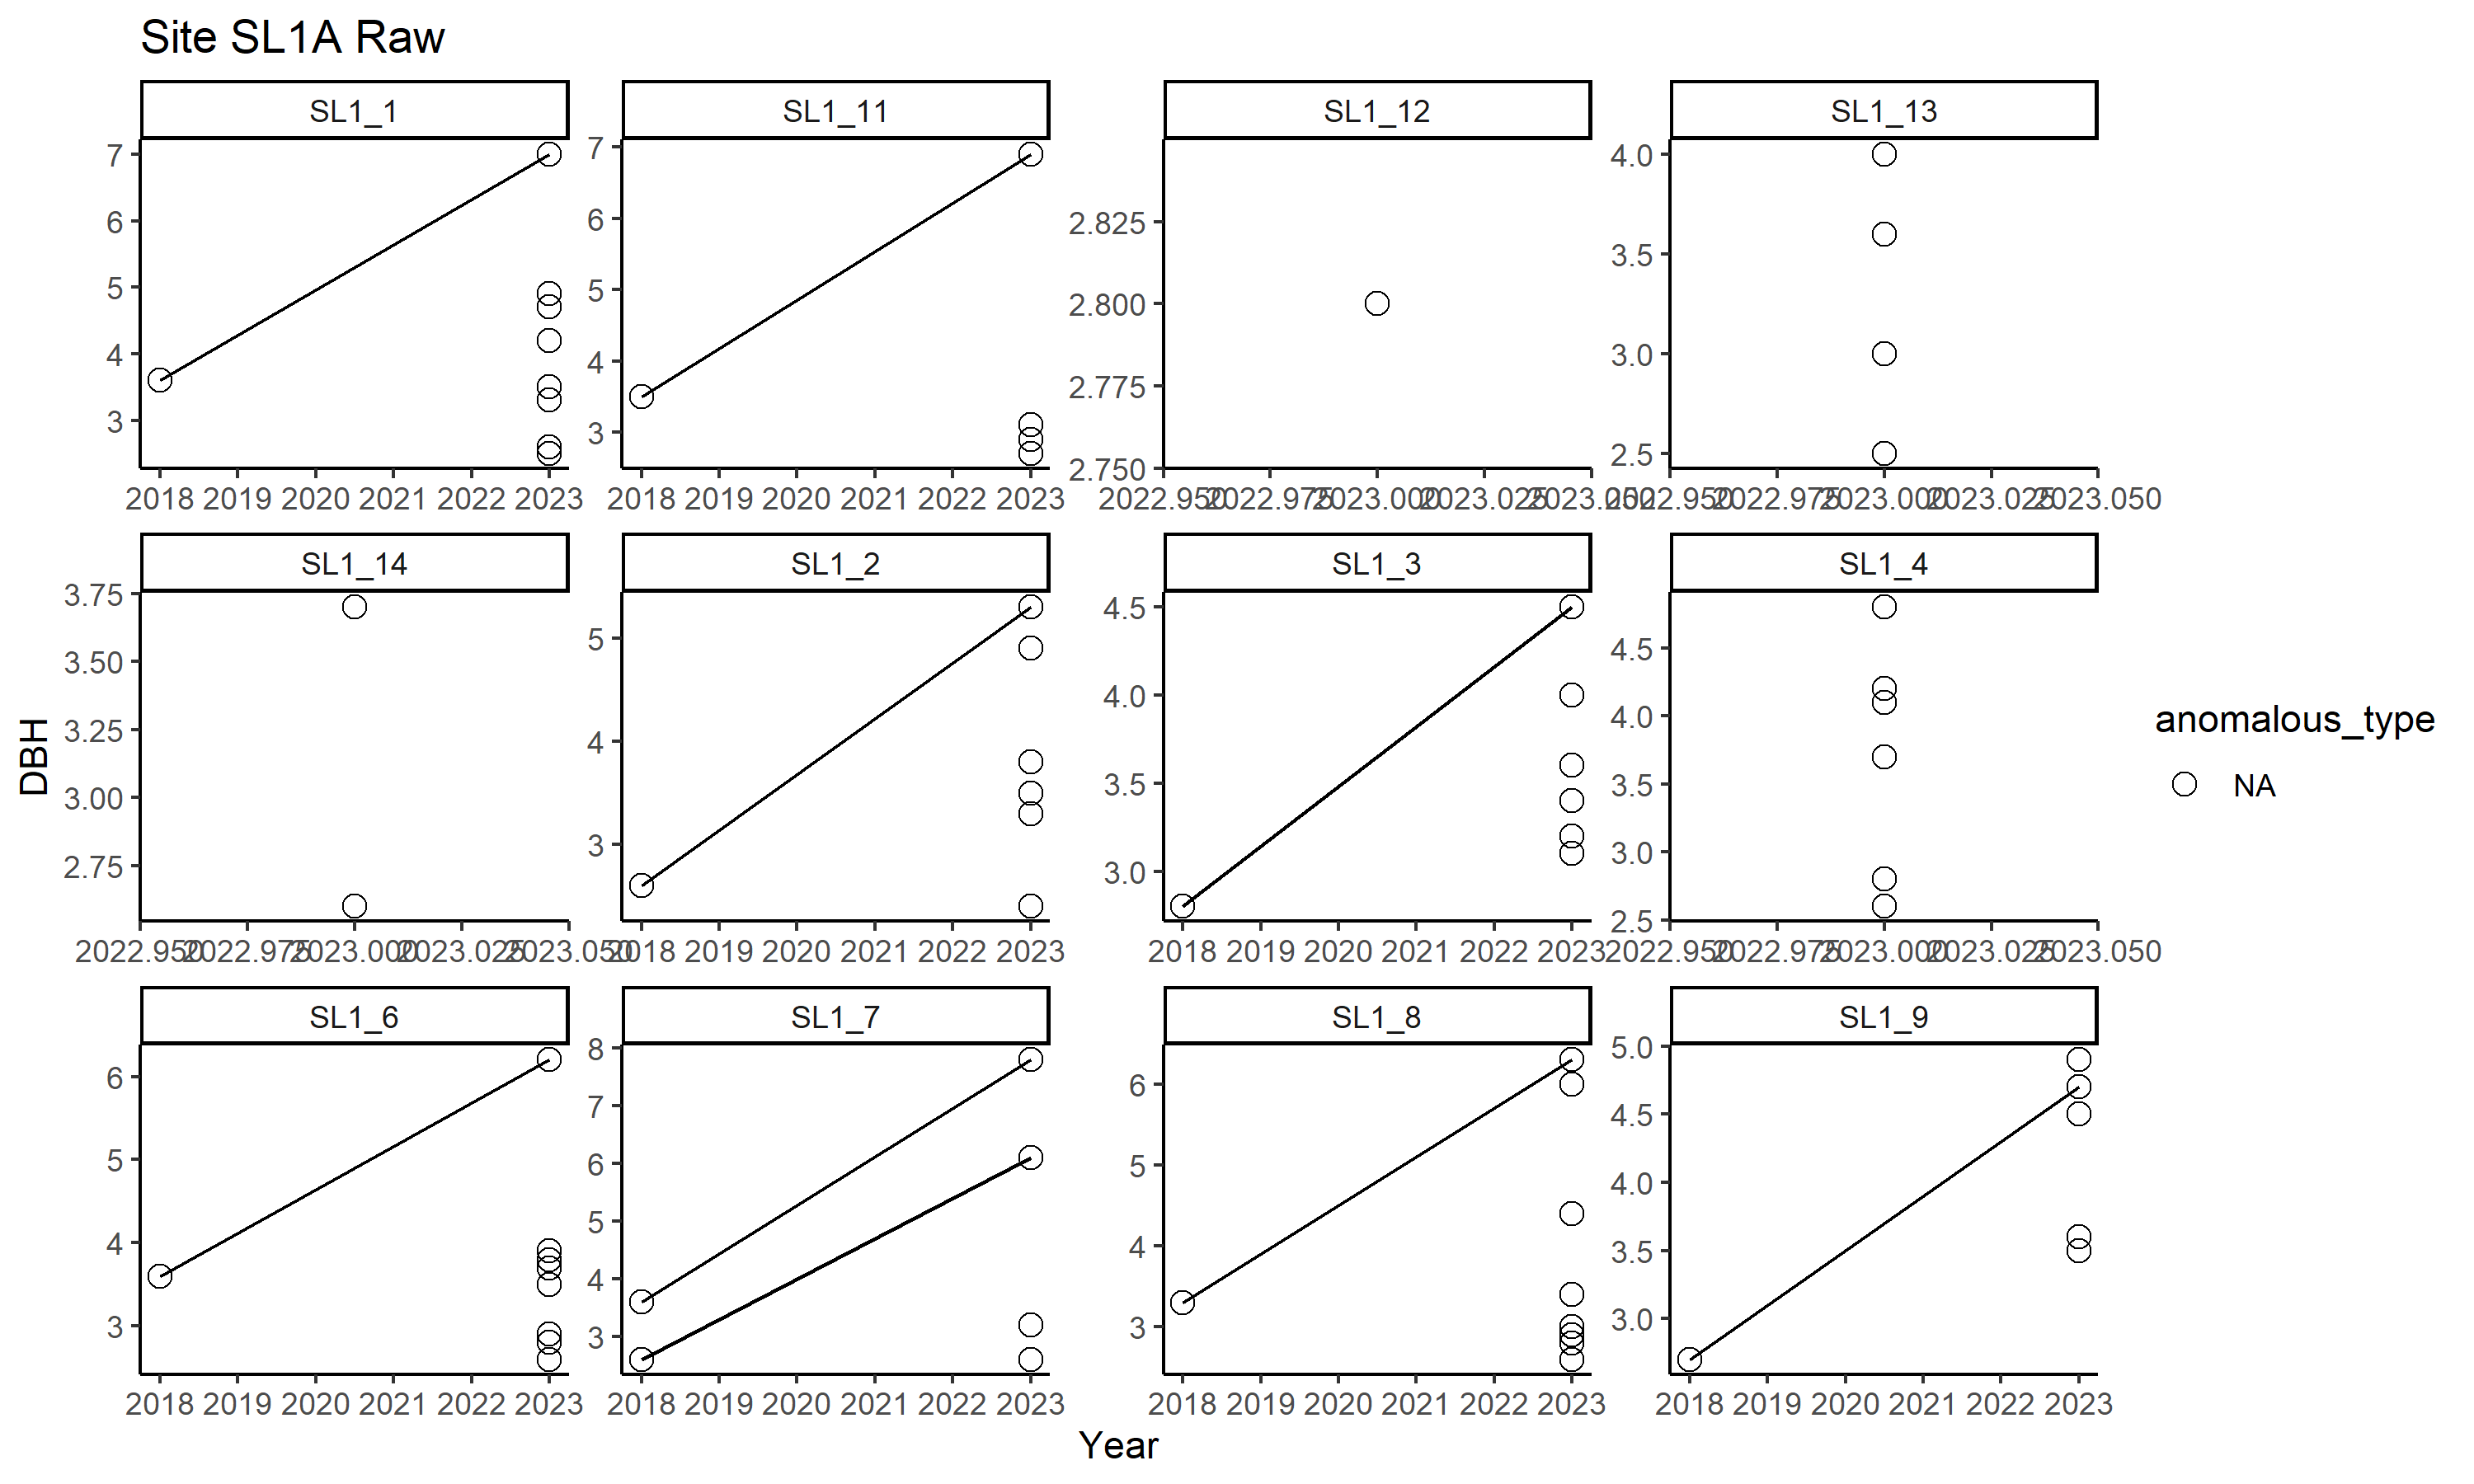 Site SL1A Raw
SL1_1 SL1_11 SL1_12 SL1_13
7 6 5 4 3
7 6 5 4 3
2.825 2.800 2.775 2.750
4.0 3.5 3.0 2.5
2018 2019 2020 2021 2022 2023
2018 2019 2020 2021 2022 2023
2022.950 2022.975 2023.000 2023.025 2023.050
2022.950 2022.975 2023.000 2023.025 2023.050
SL1_14 SL1_2 SL1_3 SL1_4
3.75 3.50 3.25 3.00 2.75
5 4 3
4.5 4.0 3.5 3.0
4.5 4.0 3.5 3.0 2.5
2022.950 2022.975 2023.000 2023.025 2023.050
2018 2019 2020 2021 2022 2023
2018 2019 2020 2021 2022 2023
2022.950 2022.975 2023.000 2023.025 2023.050
SL1_6 SL1_7 SL1_8 SL1_9
6 5 4 3
8 7 6 5 4 3
6 5 4 3
5.0 4.5 4.0 3.5 3.0
2018 2019 2020 2021 2022 2023
2018 2019 2020 2021 2022 2023
2018 2019 2020 2021 2022 2023
2018 2019 2020 2021 2022 2023
DBH
Year
anomalous_type
NA